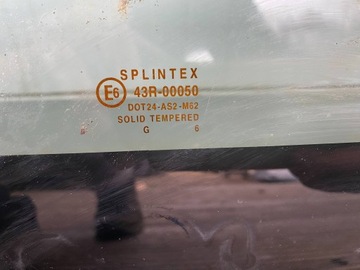 SPLINTEX
E6 43R-00050
DOT24-AS2-M62
SOLID TEMPERED
G 6